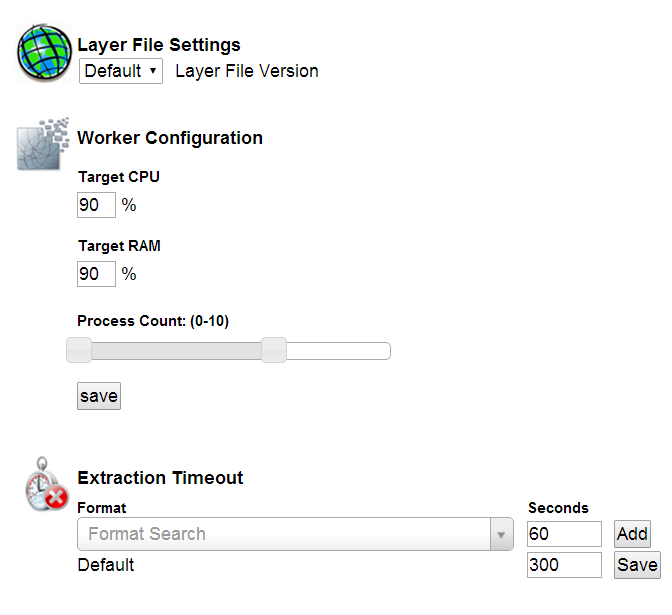 Layer File Settings
Default Layer File Version
Worker Configuration
Target CPU
90 %
Target RAM
90 %
Process Count: (0-10)
save
Extraction Timeout
Format Seconds
Format Search 60 Add
Default 300 Save